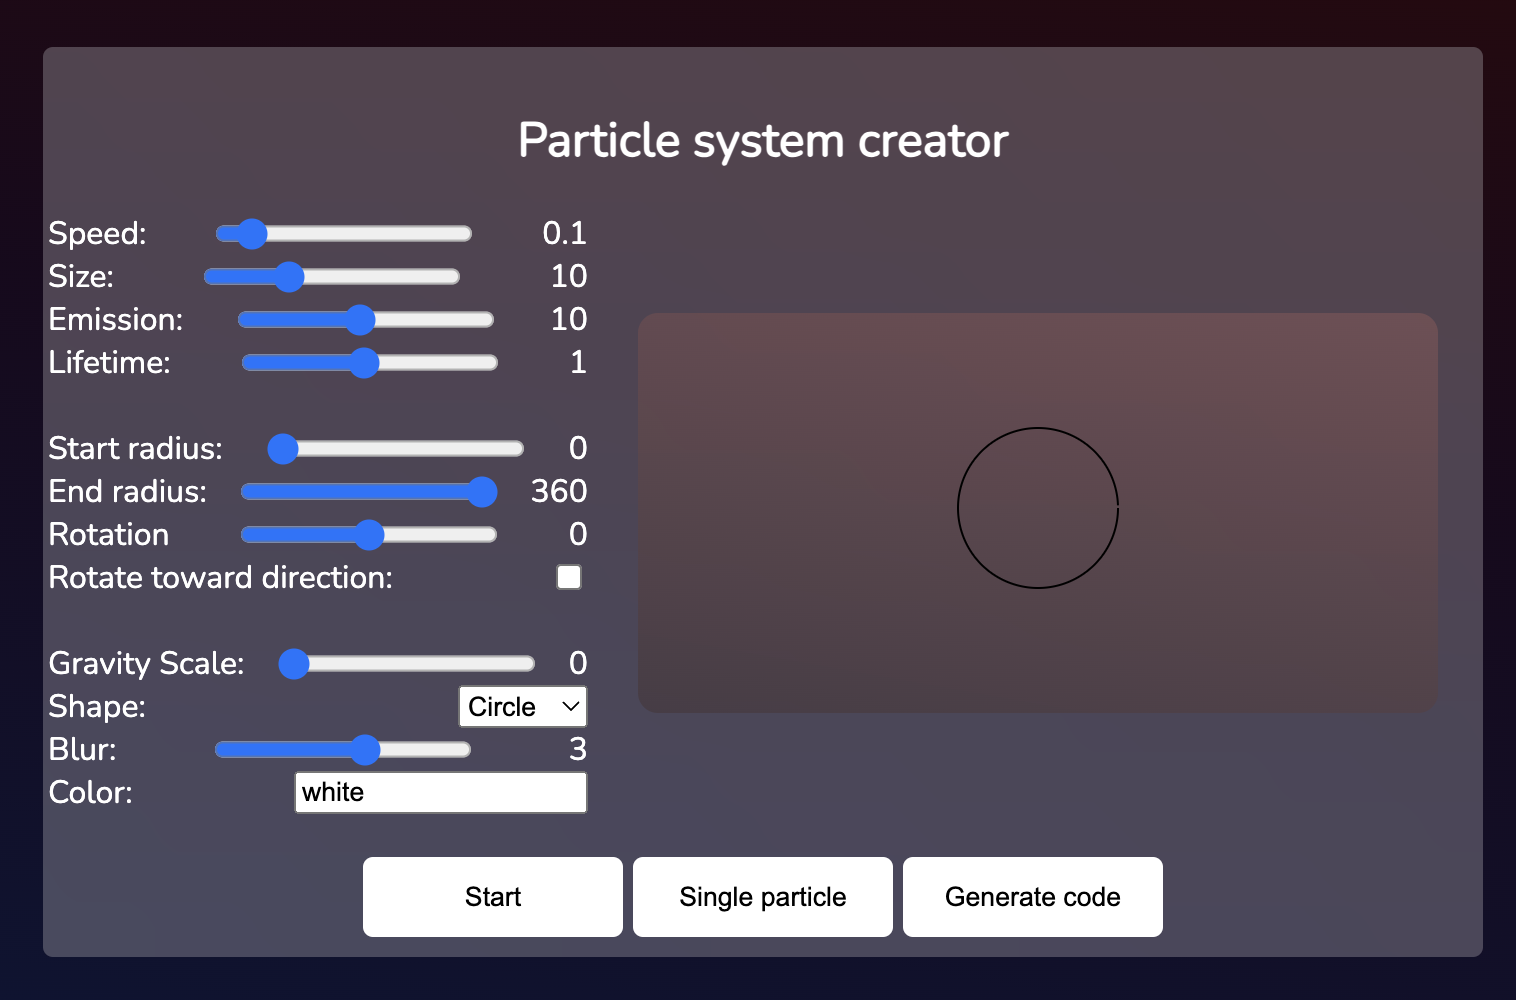 Particle system creator
Speed: 0.1
Size: 10
Emission: 10
Lifetime: 1
Start radius: 0
End radius: 360
Rotation 0
Rotate toward direction:
Gravity Scale: 0
Shape: Circle
Blur: 3
Color: white
Start Single particle Generate code